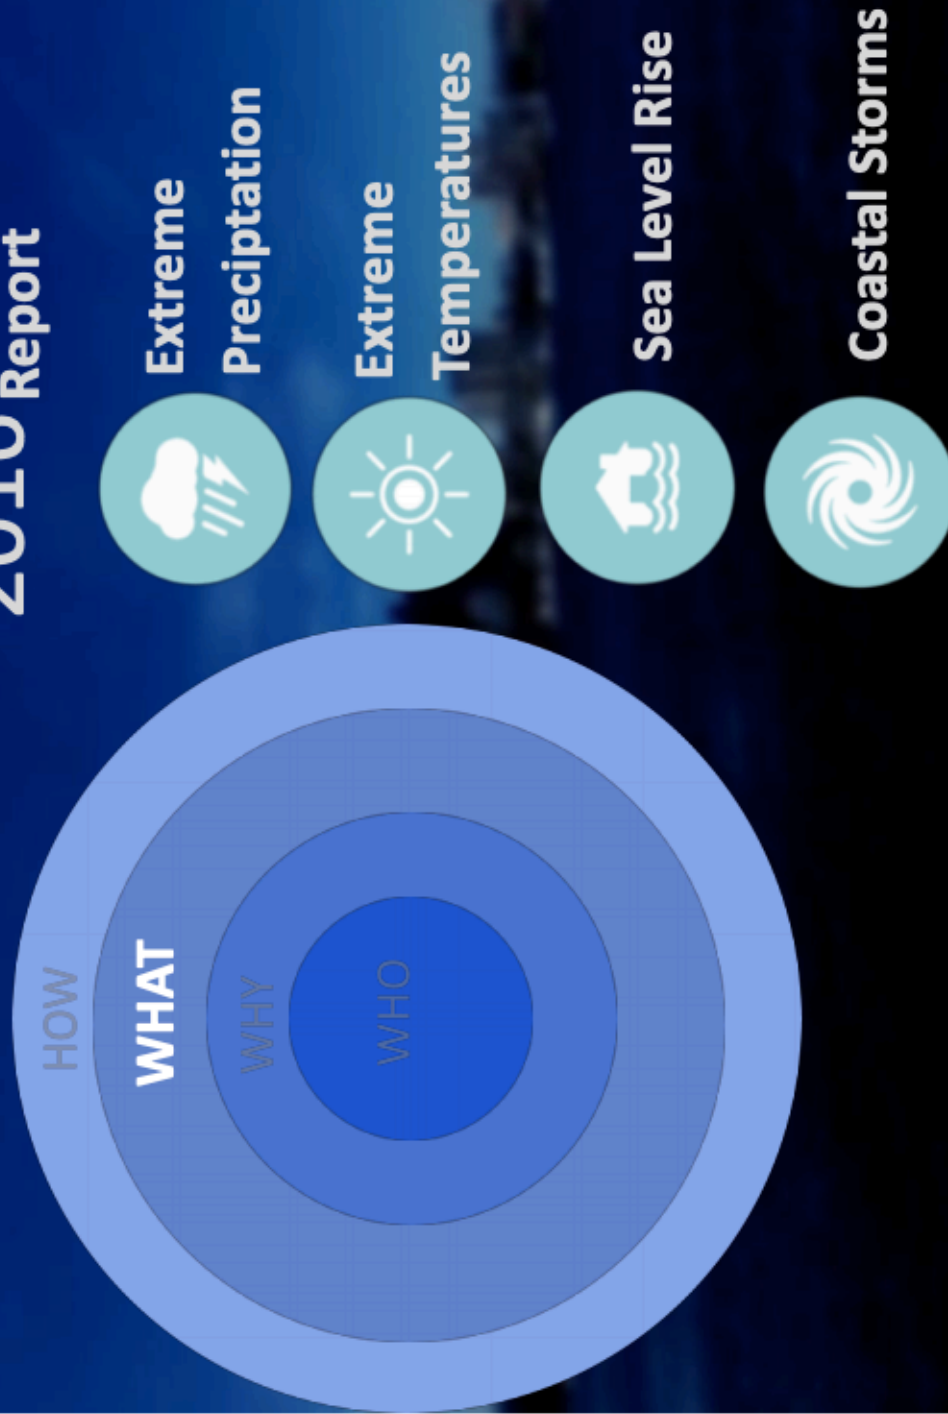 Report
HOW
WHAT
WHY
WHO
Extreme
Preciptation
Extreme
Temperatures
Sea Level Rise
Coastal Storms